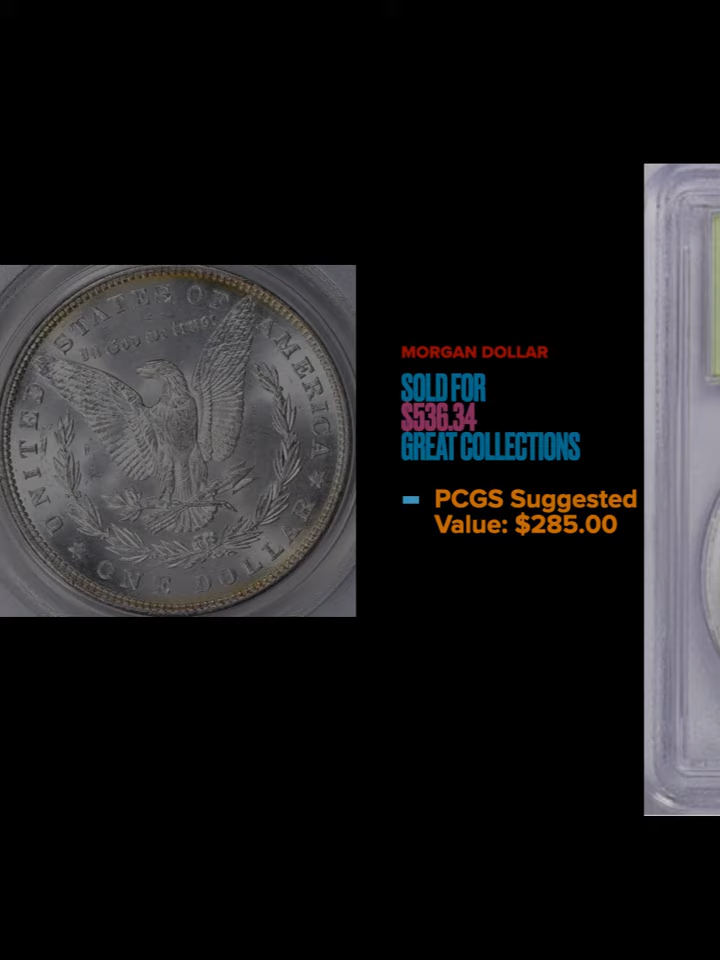 UNITED STATES OF AMERICA
In God We trust
ONE DOLLAR
MORGAN DOLLAR
SOLD FOR
$536.34
GREAT COLLECTIONS
PCGS Suggested
Value: $285.00